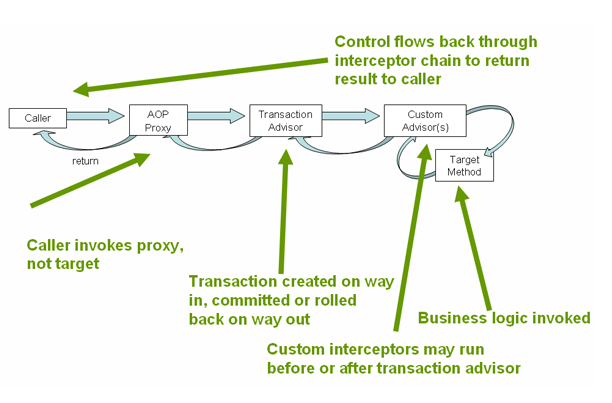 Control flows back through
interceptor chain to return
result to caller
Caller
AOP
Proxy
Transaction
Advisor
Custom
Advisor(s)
return
Target
Method
Caller invokes proxy,
not target
Transaction created on way
in, committed or rolled
back on way out
Business logic invoked
Custom interceptors may run
before or after transaction advisor